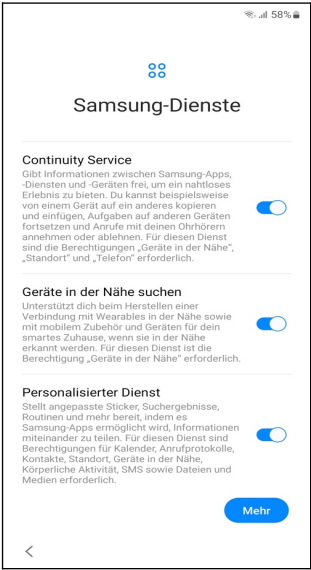 58%
Samsung-Dienste
Continuity Service
Gibt Informationen zwischen Samsung-Apps,
-Diensten und -Geräten frei, um ein nahtloses
Erlebnis zu bieten. Du kannst beispielsweise
von einem Gerät auf ein anderes kopieren
und einfügen, Aufgaben auf anderen Geräten
fortsetzen und Anrufe mit deinen Ohrhörern
annehmen oder ablehnen. Für diesen Dienst
sind die Berechtigungen „Geräte in der Nähe",
„Standort" und „Telefon" erforderlich.
Geräte in der Nähe suchen
Unterstützt dich beim Herstellen einer
Verbindung mit Wearables in der Nähe sowie
mit mobilem Zubehör und Geräten für dein
smartes Zuhause, wenn sie in der Nähe
erkannt werden. Für diesen Dienst ist die
Berechtigung „Geräte in der Nähe" erforderlich.
Personalisierter Dienst
Stellt angepasste Sticker, Suchergebnisse,
Routinen und mehr bereit, indem es
Samsung-Apps ermöglicht wird, Informationen
miteinander zu teilen. Für diesen Dienst sind
Berechtigungen für Kalender, Anrufprotokolle,
Kontakte, Standort, Geräte in der Nähe,
Körperliche Aktivität, SMS sowie Dateien und
Medien erforderlich.
Mehr